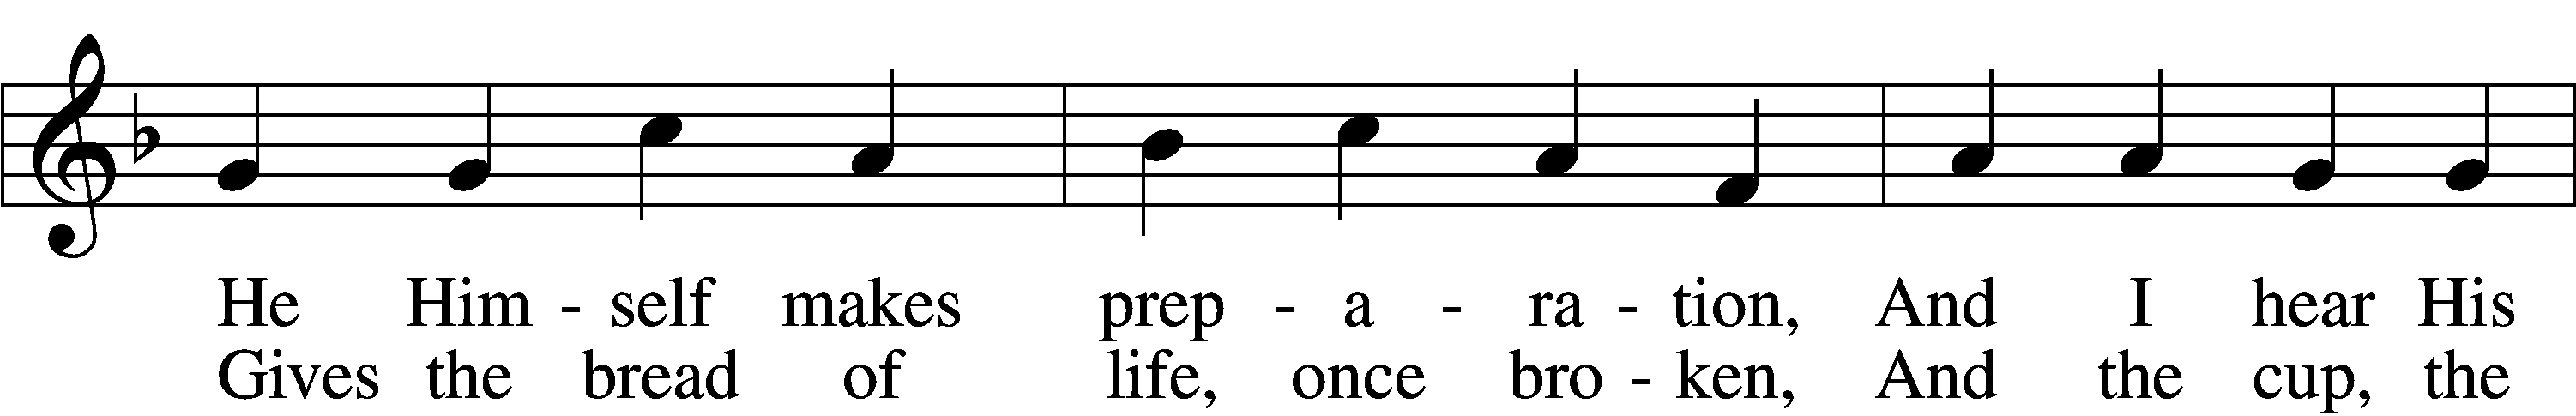 He Him - self makes prep - a - ra - tion, And I hear His
Gives the bread of life, once bro - ken, And the cup, the